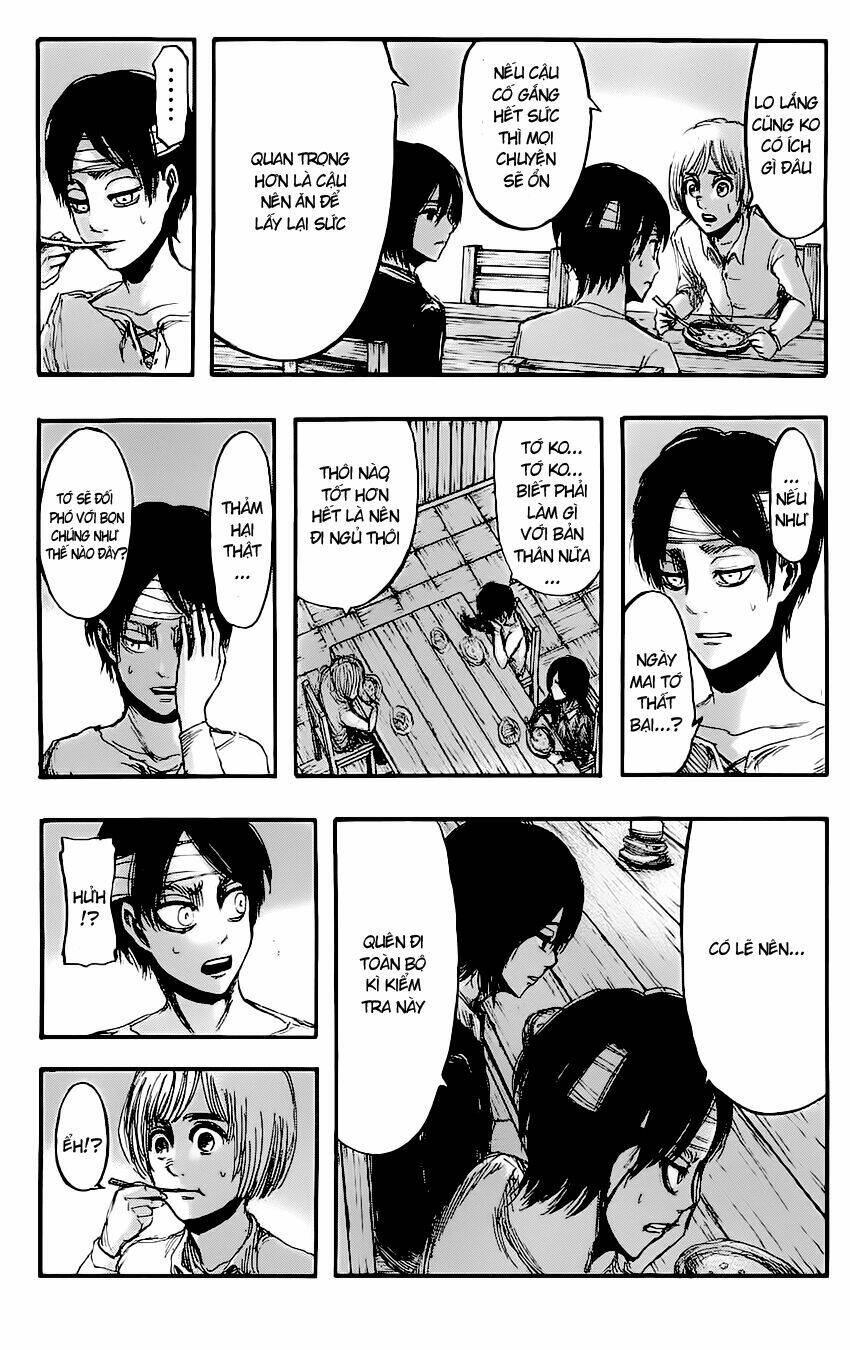 LO LẮNG
CŨNG KO
CÓ ÍCH
GÌ ĐÂU
NẾU CẬU
CỐ GẮNG
HẾT SỨC
THÌ MỌI
CHUYỆN
SẼ ỔN
QUAN TRỌNG
HƠN LÀ CẬU
NÊN ĂN ĐỂ
LẤY LẠI SỨC
......
... NẾU
NHƯ
NGÀY
MAI TỚ
THẤT
BẠI...?
TỚ KO...
TỚ KO...
BIẾT PHẢI
LÀM GÌ
VỚI BẢN
THÂN NỮA
...
THÔI NÀO,
TỐT HƠN
HẾT LÀ NÊN
ĐI NGỦ THÔI
THẢM
HẠI
THẬT
...
TỚ SẼ ĐỐI
PHÓ VỚI BỌN
CHÚNG NHƯ
THẾ NÀO ĐÂY?
CÓ LẼ NÊN...
QUÊN ĐI
TOÀN BỘ
KÌ KIỂM
TRA NÀY
HỬH
!?
ỂH!?